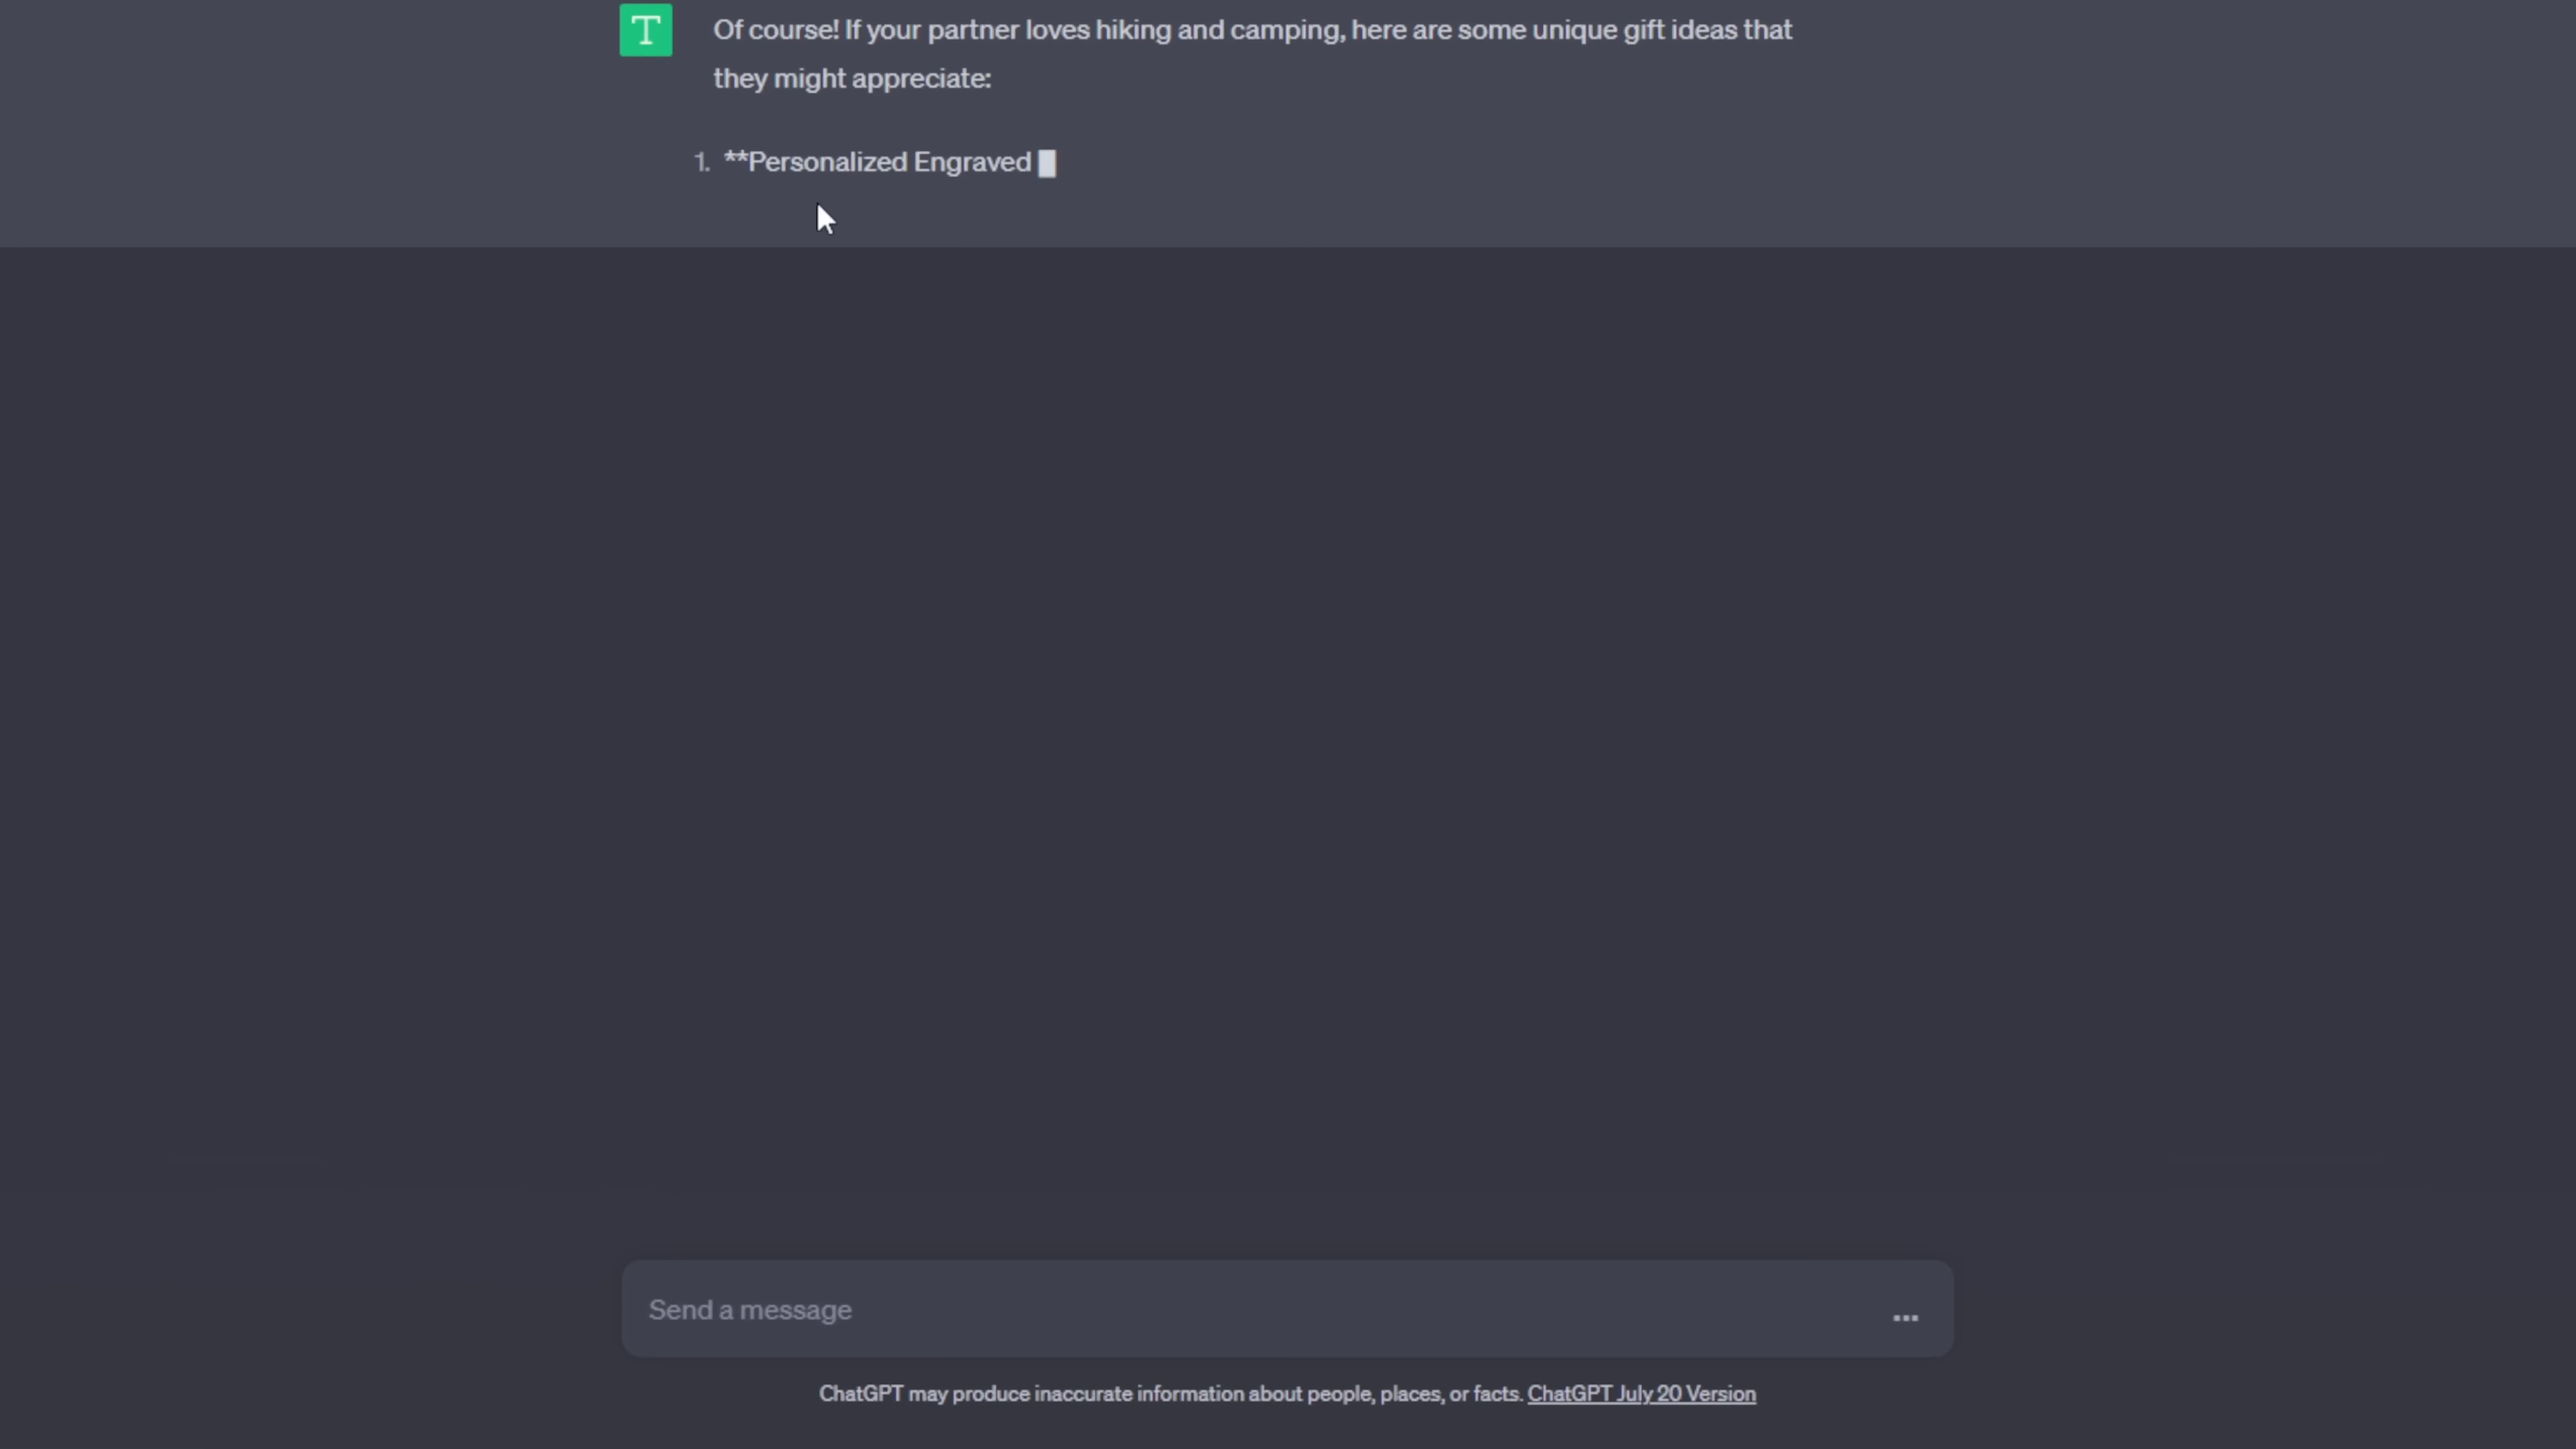 T
Of course! If your partner loves hiking and camping, here are some unique gift ideas that
they might appreciate:
1. **Personalized Engraved
Send a message
ChatGPT may produce inaccurate information about people, places, or facts. ChatGPT July 20 Version